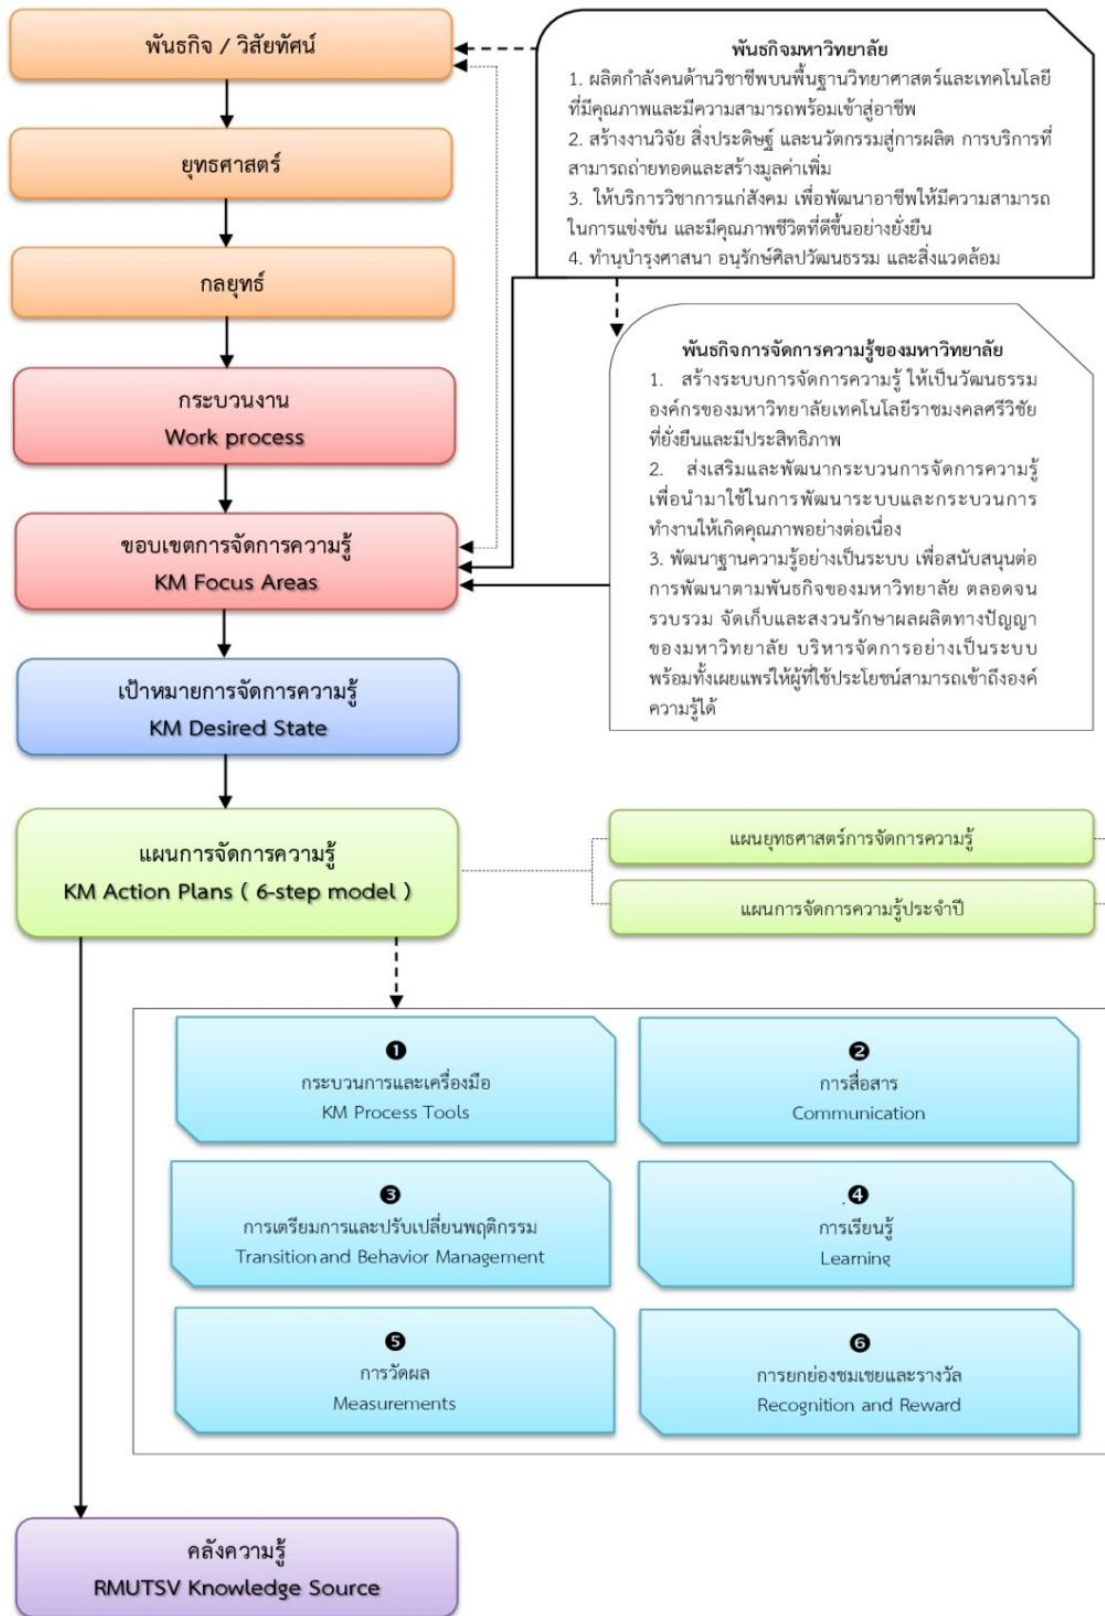 พันธกิจ / วิสัยทัศน์
ยุทธศาสตร์
กลยุทธ์
กระบวนงาน
Work process
ขอบเขตการจัดการความรู้
KM Focus Areas
เป้าหมายการจัดการความรู้
KM Desired State
แผนการจัดการความรู้
KM Action Plans ( 6-step model )
พันธกิจมหาวิทยาลัย
1. ผลิตกำลังคนด้านวิชาชีพบนพื้นฐานวิทยาศาสตร์และเทคโนโลยี
ที่มีคุณภาพและมีความสามารถพร้อมเข้าสู่อาชีพ
2. สร้างงานวิจัย สิ่งประดิษฐ์ และนวัตกรรมสู่การผลิต การบริการที่
สามารถถ่ายทอดและสร้างมูลค่าเพิ่ม
3. ให้บริการวิชาการแก่สังคม เพื่อพัฒนาอาชีพให้มีความสามารถ
ในการแข่งขัน และมีคุณภาพชีวิตที่ดีขึ้นอย่างยั่งยืน
4. ทำนุบำรุงศาสนา อนุรักษ์ศิลปวัฒนธรรม และสิ่งแวดล้อม
พันธกิจการจัดการความรู้ของมหาวิทยาลัย
1. สร้างระบบการจัดการความรู้ ให้เป็นวัฒนธรรม
องค์กรของมหาวิทยาลัยเทคโนโลยีราชมงคลศรีวิชัย
ที่ยั่งยืนและมีประสิทธิภาพ
2. ส่งเสริมและพัฒนากระบวนการจัดการความรู้
เพื่อนำมาใช้ในการพัฒนาระบบและกระบวนการ
ทำงานให้เกิดคุณภาพอย่างต่อเนื่อง
3. พัฒนาฐานความรู้อย่างเป็นระบบ เพื่อสนับสนุนต่อ
การพัฒนาตามพันธกิจของมหาวิทยาลัย ตลอดจน
รวบรวม จัดเก็บและสงวนรักษาผลผลิตทางปัญญา
ของมหาวิทยาลัย บริหารจัดการอย่างเป็นระบบ
พร้อมทั้งเผยแพร่ให้ผู้ที่ใช้ประโยชน์สามารถเข้าถึงองค์
ความรู้ได้
แผนยุทธศาสตร์การจัดการความรู้
แผนการจัดการความรู้ประจำปี
❶
กระบวนการและเครื่องมือ
KM Process Tools
❷
การสื่อสาร
Communication
❸
การเตรียมการและปรับเปลี่ยนพฤติกรรม
Transition and Behavior Management
.❹
การเรียนรู้
Learning
❺
การวัดผล
Measurements
❻
การยกย่องชมเชยและรางวัล
Recognition and Reward
คลังความรู้
RMUTSV Knowledge Source